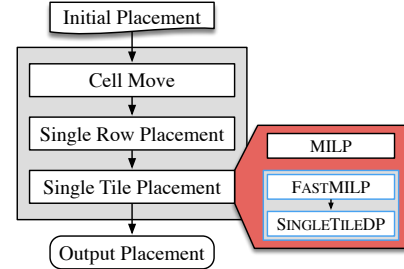 Initial Placement
Cell Move
Single Row Placement
Single Tile Placement
Output Placement
MILP
FASTMILP
SINGLETILEDP